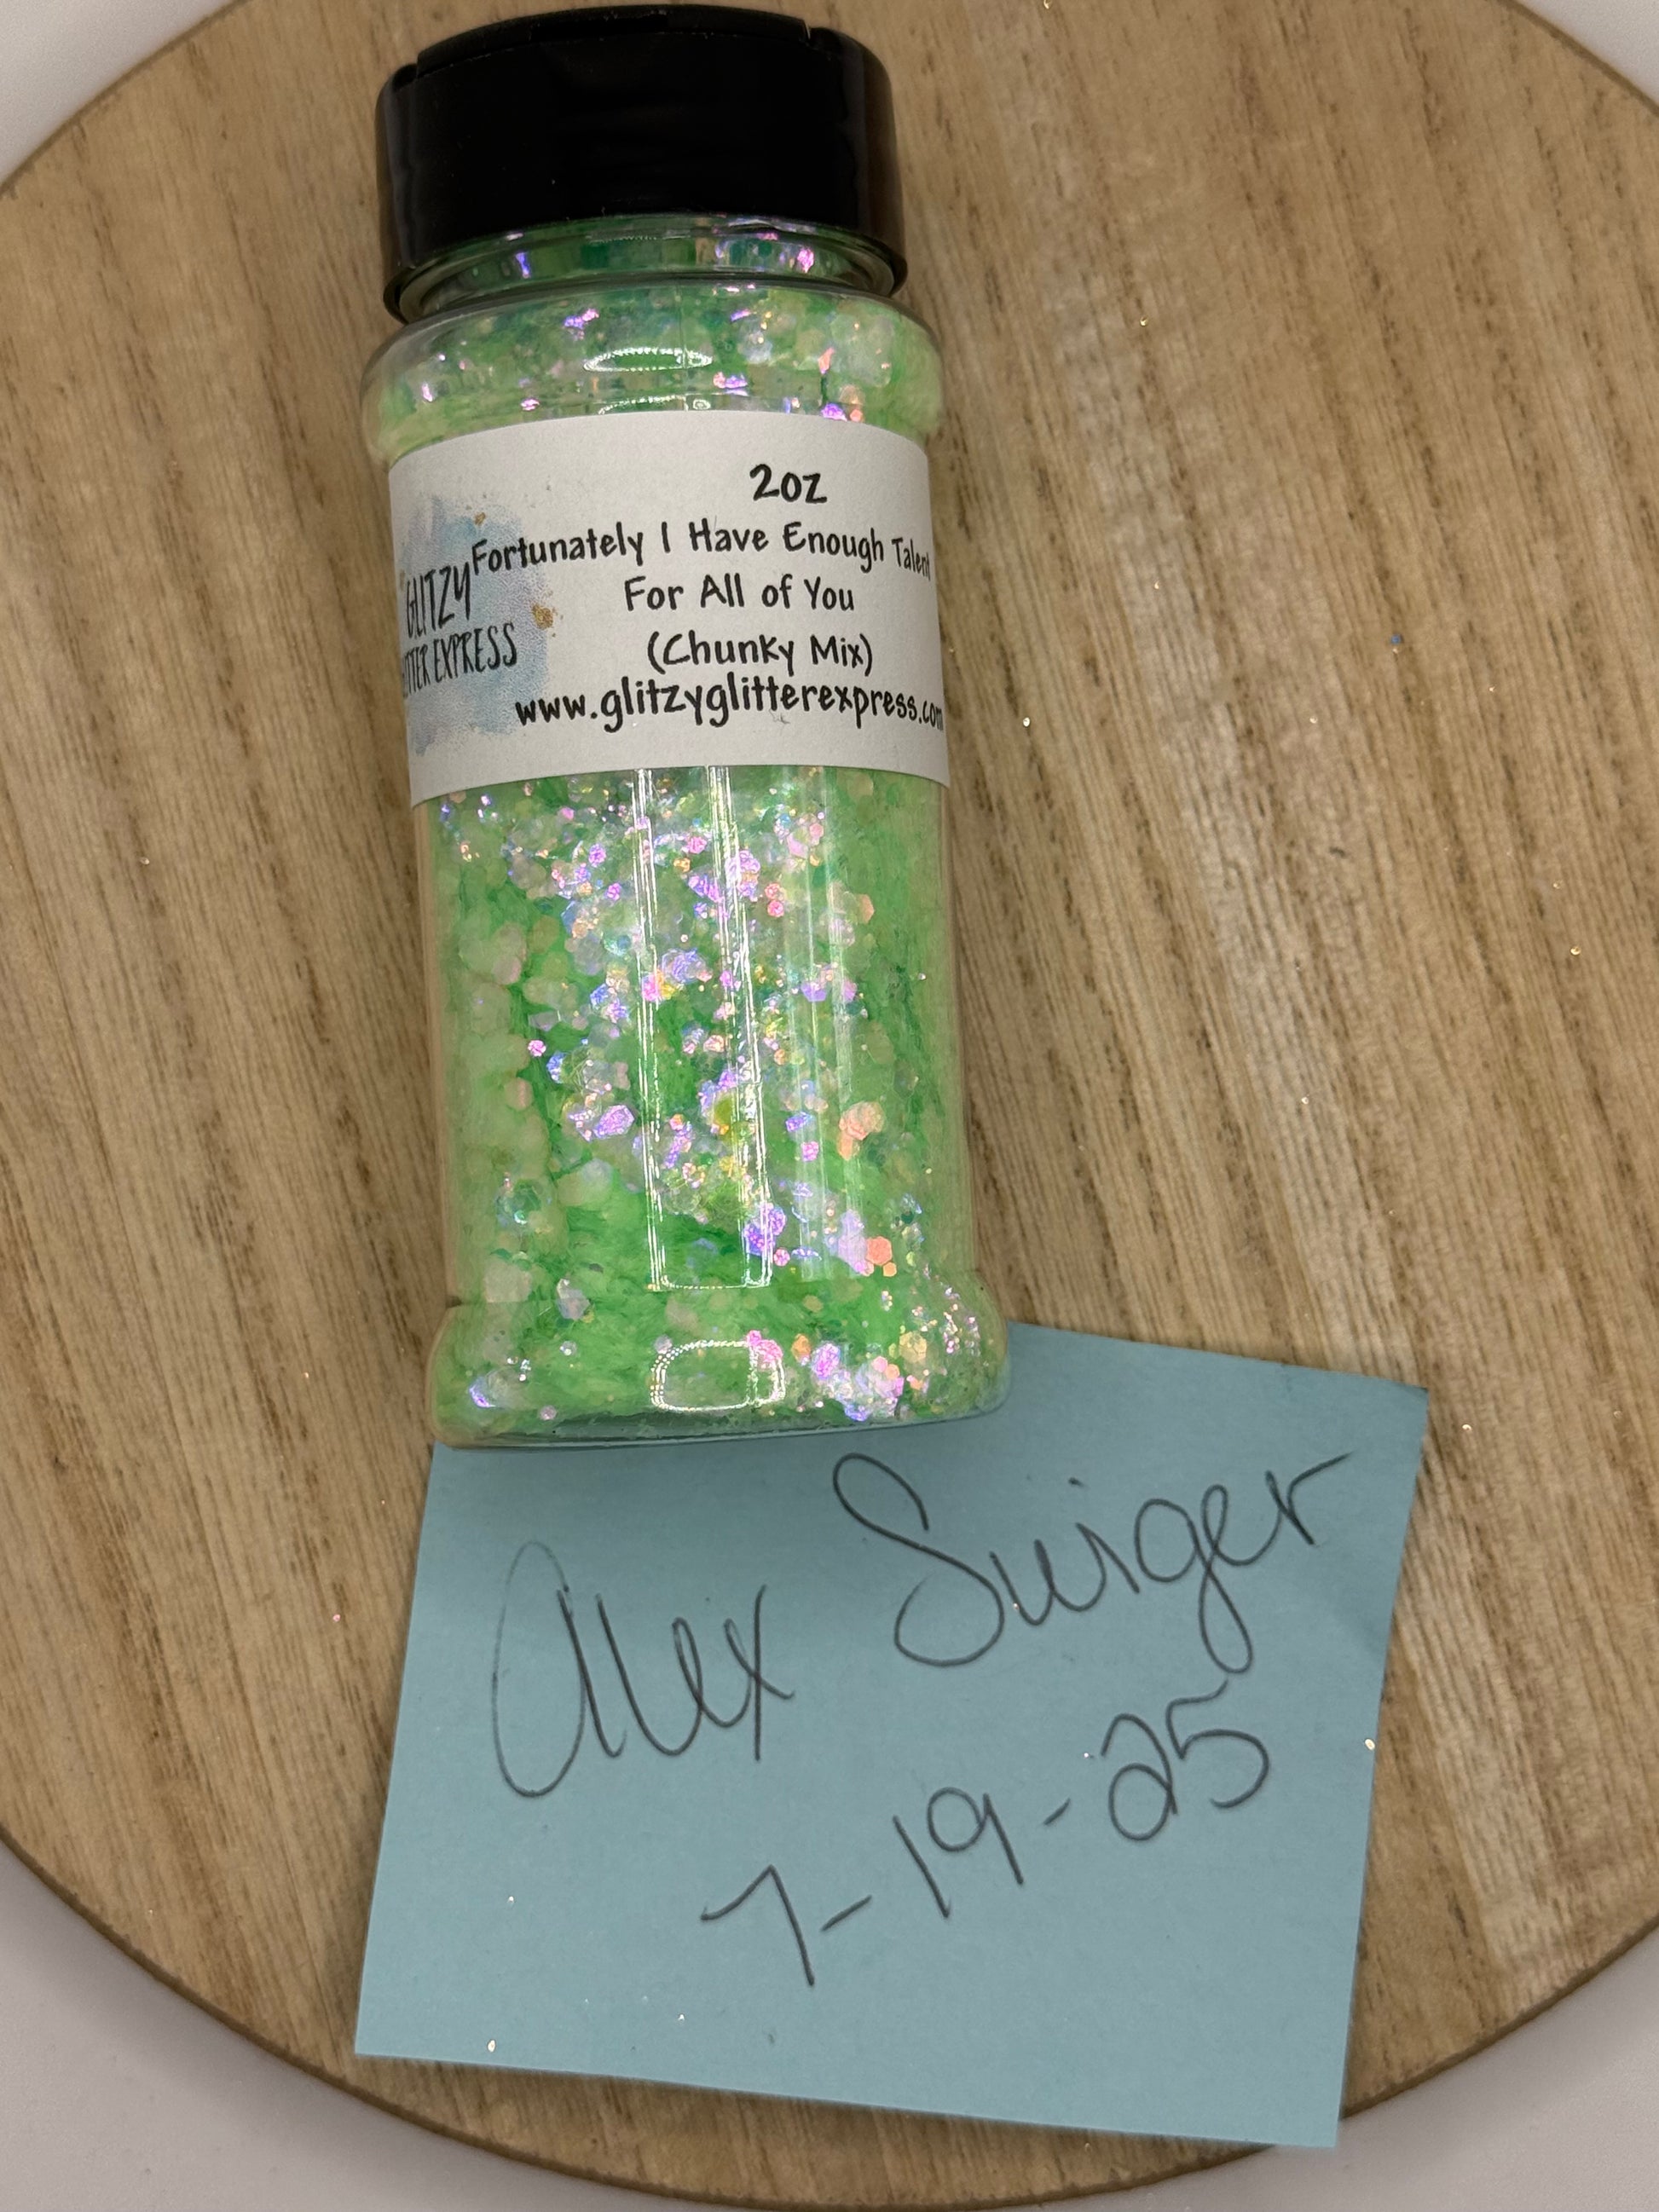 2oz
Fortunately I Have Enough Talent
For All of You
(Chunky Mix)
www.glitzyglitterexpress.com
GLITZY
GLITTER EXPRESS
Alex Swiger
7-19-25